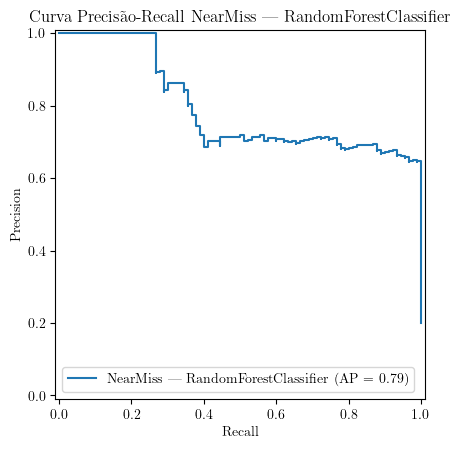 Curva Precisão-Recall NearMiss — RandomForestClassifier
1.0
0.8
0.6
0.4
0.2
0.0
Precision
NearMiss — RandomForestClassifier (AP = 0.79)
0.0 0.2 0.4 0.6 0.8 1.0
Recall